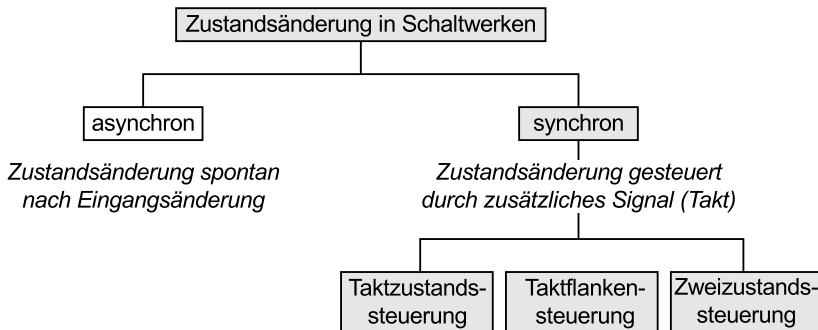 Zustandsänderung in Schaltwerken
asynchron
synchron
Zustandsänderung spontan
nach Eingangsänderung
Zustandsänderung gesteuert
durch zusätzliches Signal (Takt)
Taktzustands-
steuerung
Taktflanken-
steuerung
Zweizustands-
steuerung